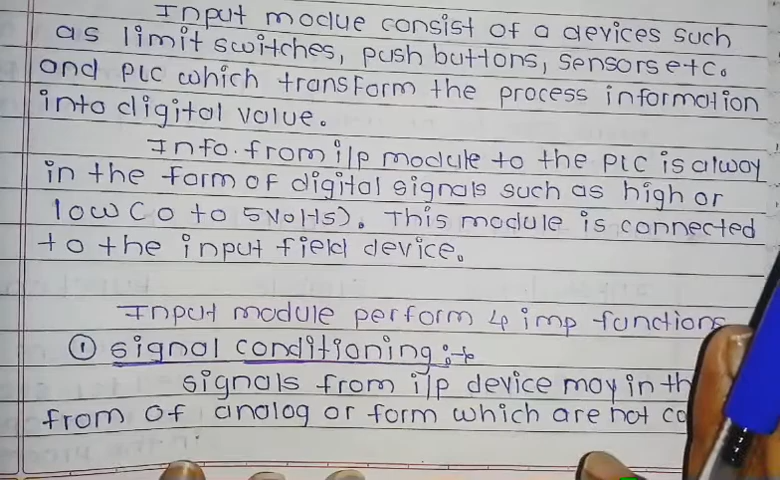 Input modue consist of a devices such
as limit switches, push buttons, sensors etc.
and PLC which transform the process information
into digital value.
Info. from i/p module to the PLC is alway
in the form of digital signals such as high or
low (0 to 5Volts). This module is connected
to the input field device.
Input module perform 4 imp functions
① signal conditioning :-
signals from i/p device may in th
from of analog or form which are not co